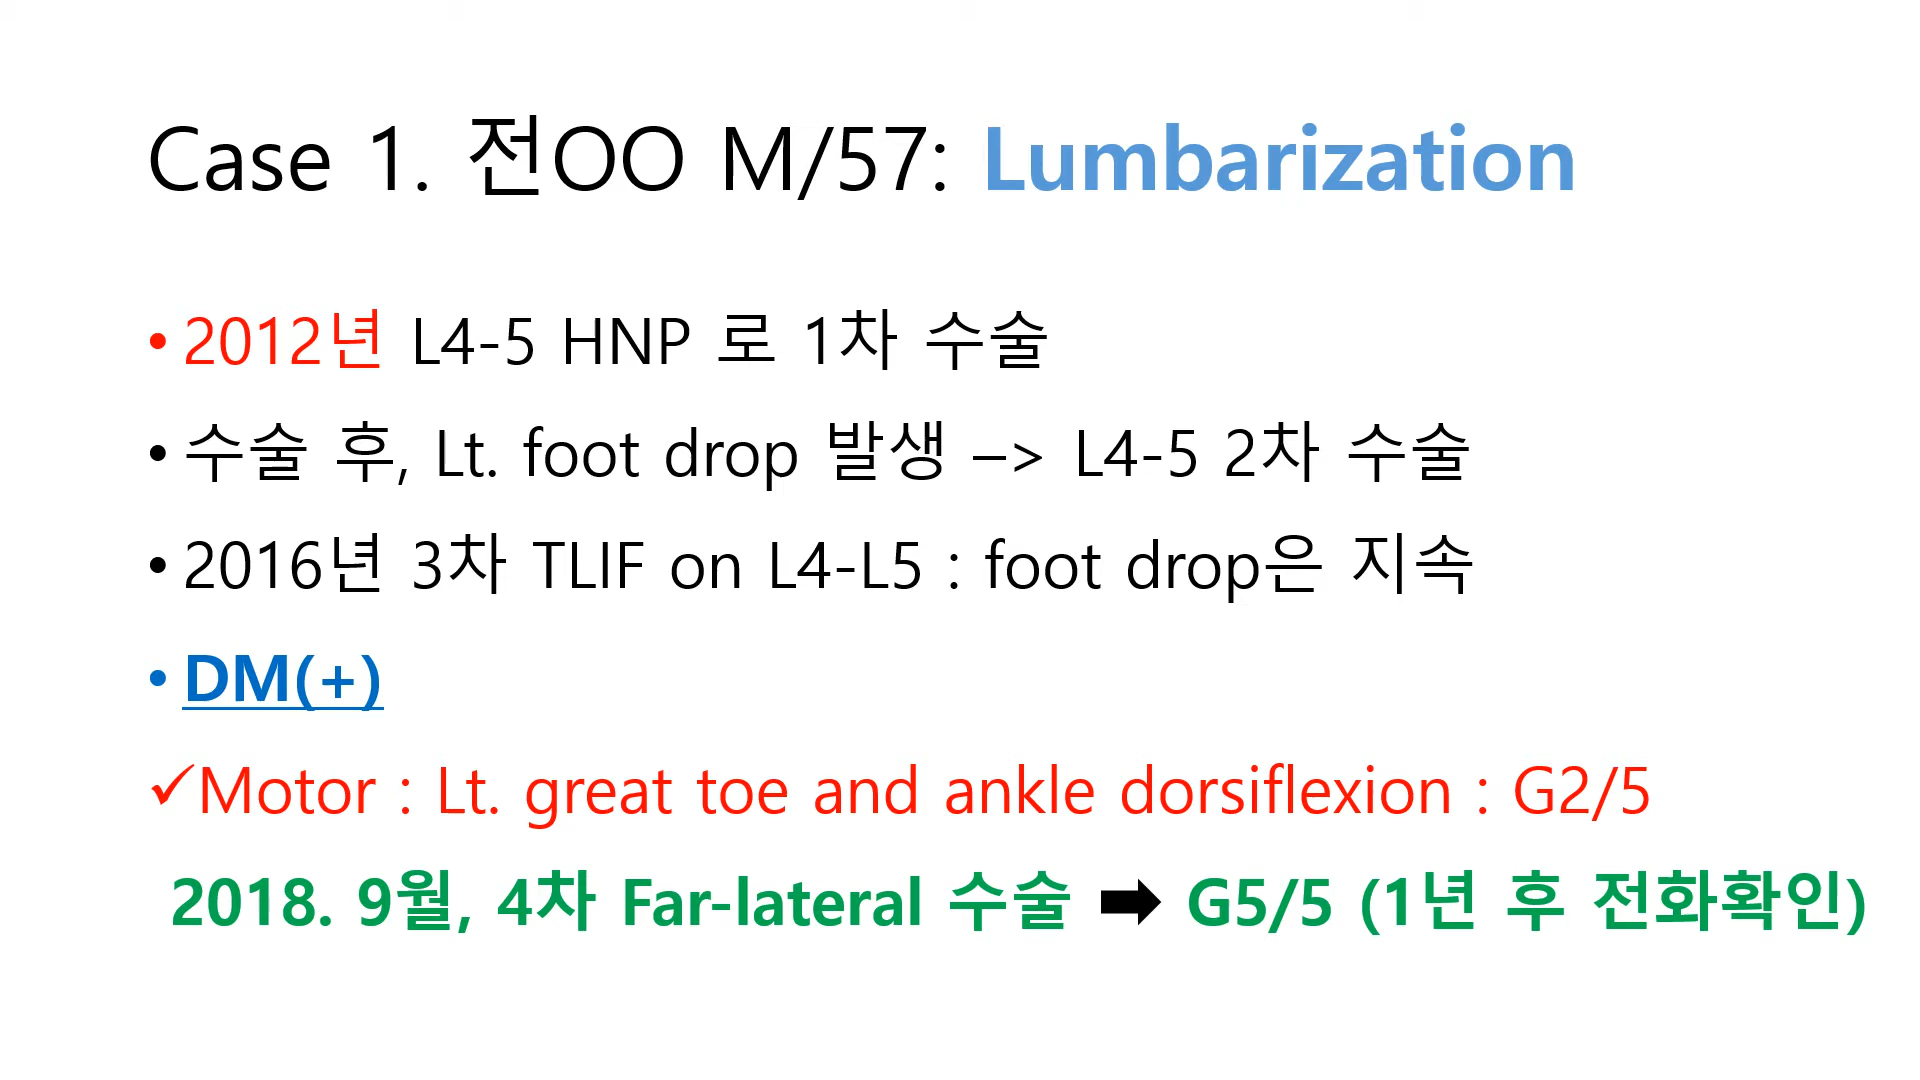 Case 1. 전OO M/57: Lumbarization
• 2012년 L4-5 HNP 로 1차 수술
• 수술 후, Lt. foot drop 발생 –> L4-5 2차 수술
• 2016년 3차 TLIF on L4-L5 : foot drop은 지속
• DM(+)
✓Motor : Lt. great toe and ankle dorsiflexion : G2/5
2018. 9월, 4차 Far-lateral 수술 ➡ G5/5 (1년 후 전화확인)